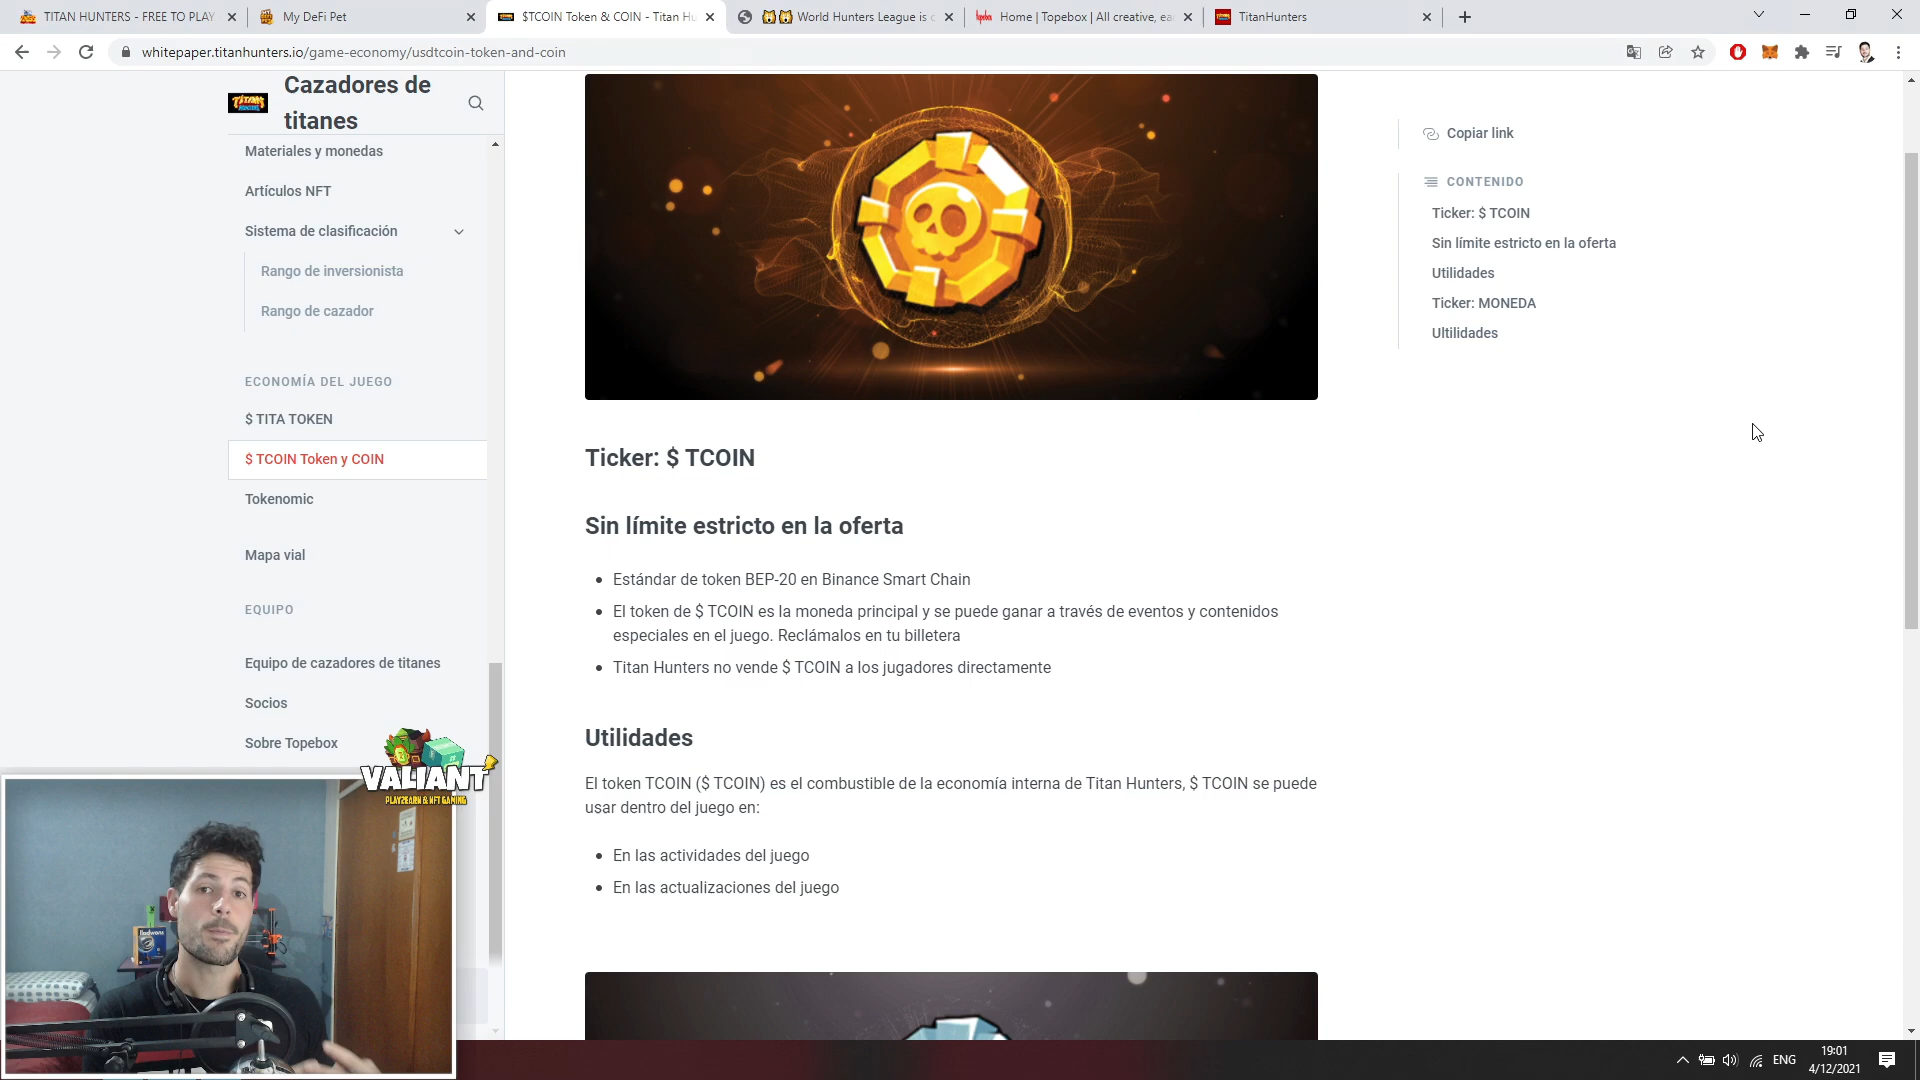 TITAN HUNTERS - FREE TO PLAY
My DeFi Pet
$TCOIN Token & COIN - Titan Hu
World Hunters League is c
Home | Topebox | All creative, ea
TitanHunters
whitepaper.titanhunters.io/game-economy/usdtcoin-token-and-coin
TITAN HUNTERS
Cazadores de
titanes
Materiales y monedas
Artículos NFT
Sistema de clasificación
Rango de inversionista
Rango de cazador
ECONOMÍA DEL JUEGO
$ TITA TOKEN
$ TCOIN Token y COIN
Tokenomic
Mapa vial
EQUIPO
Equipo de cazadores de titanes
Socios
Sobre Topebox
Ticker: $ TCOIN
Sin límite estricto en la oferta
Estándar de token BEP-20 en Binance Smart Chain
El token de $ TCOIN es la moneda principal y se puede ganar a través de eventos y contenidos
especiales en el juego. Reclámalos en tu billetera
Titan Hunters no vende $ TCOIN a los jugadores directamente
Utilidades
El token TCOIN ($ TCOIN) es el combustible de la economía interna de Titan Hunters, $ TCOIN se puede
usar dentro del juego en:
En las actividades del juego
En las actualizaciones del juego
Copiar link
CONTENIDO
Ticker: $ TCOIN
Sin límite estricto en la oferta
Utilidades
Ticker: MONEDA
Ultilidades
VALIANT
PLAY2EARN & NFT GAMING
ENG
19:01
4/12/2021